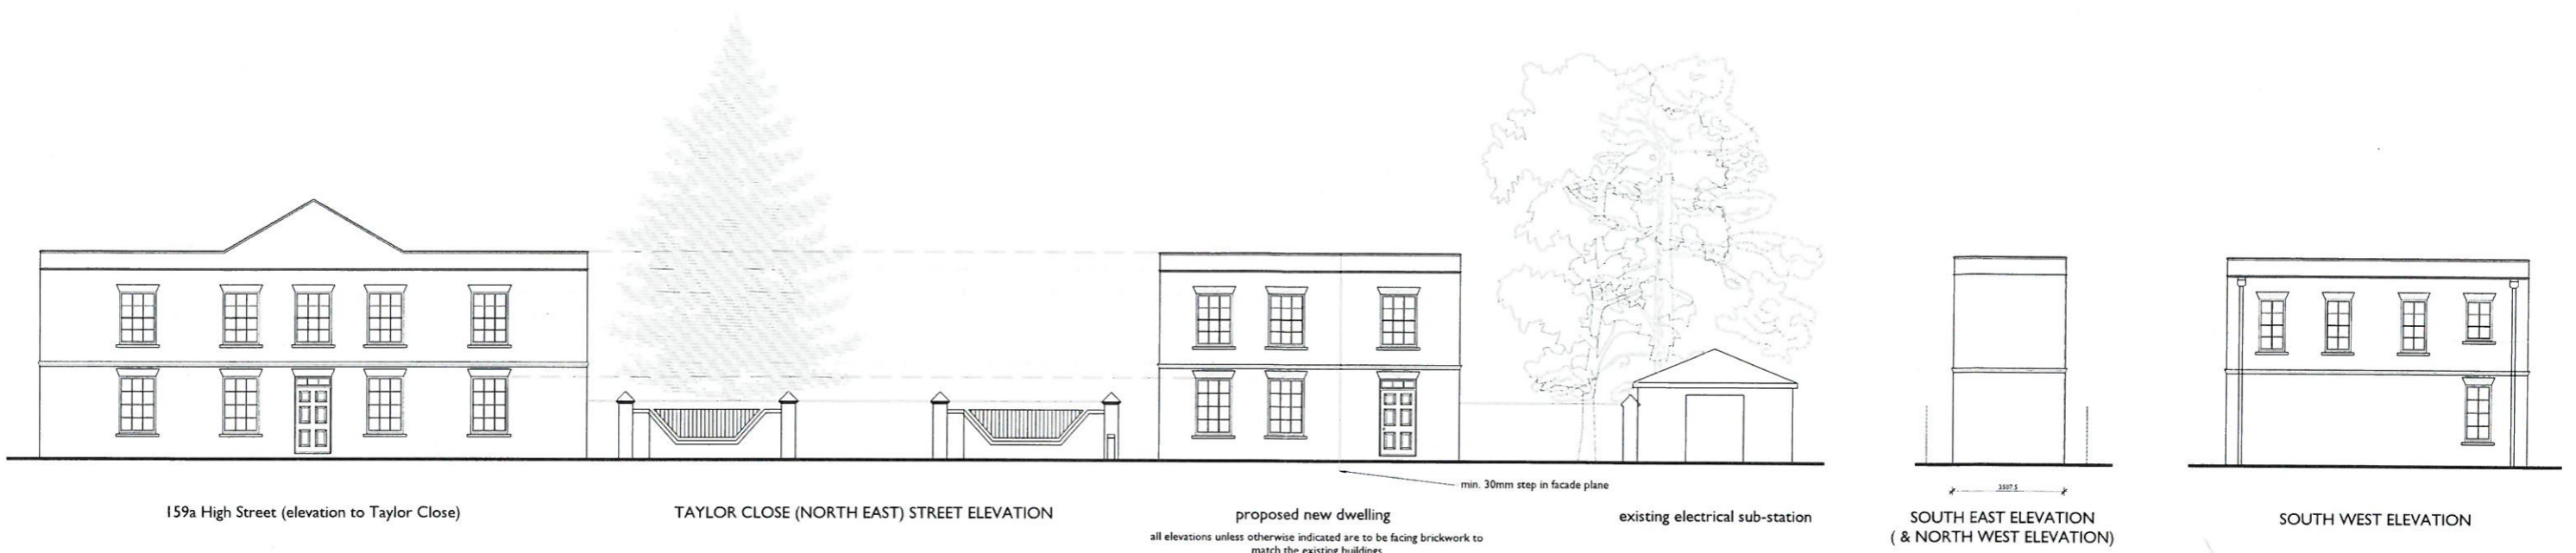 min. 30mm step in facade plane
3507.5
159a High Street (elevation to Taylor Close)
TAYLOR CLOSE (NORTH EAST) STREET ELEVATION
proposed new dwelling
all elevations unless otherwise indicated are to be facing brickwork to
match the existing buildings
existing electrical sub-station
SOUTH EAST ELEVATION
( & NORTH WEST ELEVATION)
SOUTH WEST ELEVATION